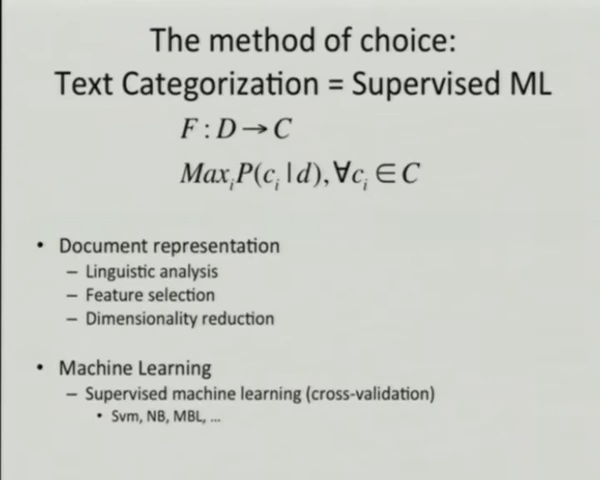 The method of choice:
Text Categorization = Supervised ML
F : D → C
Max_i P(c_i | d), ∀c_i ∈ C
• Document representation
– Linguistic analysis
– Feature selection
– Dimensionality reduction
• Machine Learning
– Supervised machine learning (cross-validation)
• Svm, NB, MBL, ...